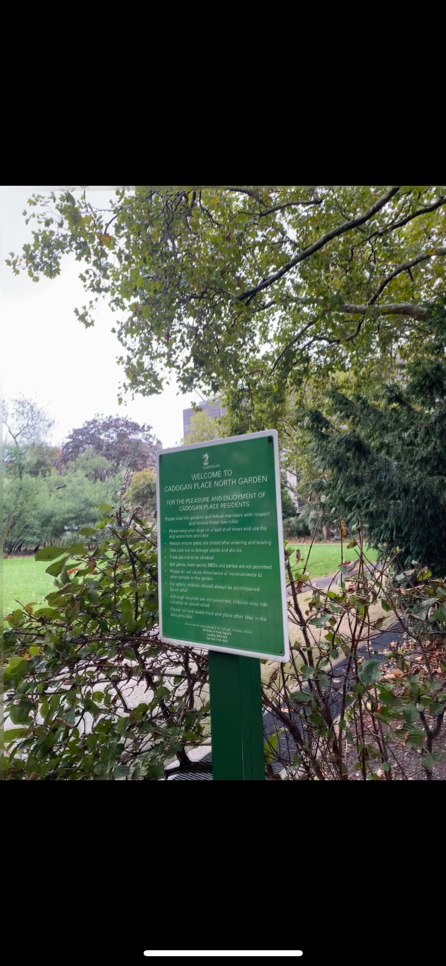 WELCOME TO
CADOGAN PLACE NORTH GARDEN
FOR THE PLEASURE AND ENJOYMENT OF
CADOGAN PLACE RESIDENTS
Please treat the gardens and fellow members with respect
and observe these few rules:
Please keep your dogs on a lead at all times and use the
dog waste bins provided
Always ensure gates are closed after entering and leaving
Take care not to damage plants and shrubs
Trees are not to be climbed
Ball games, team sports, BBQ's and parties are not permitted
Please do not cause disturbance or inconvenience to
other people in the garden
For safety children should always be accompanied
by an adult
Although bicycles are not permitted, children may ride
tricycles on paved areas
Please remove waste food and place other litter in the
bins provided